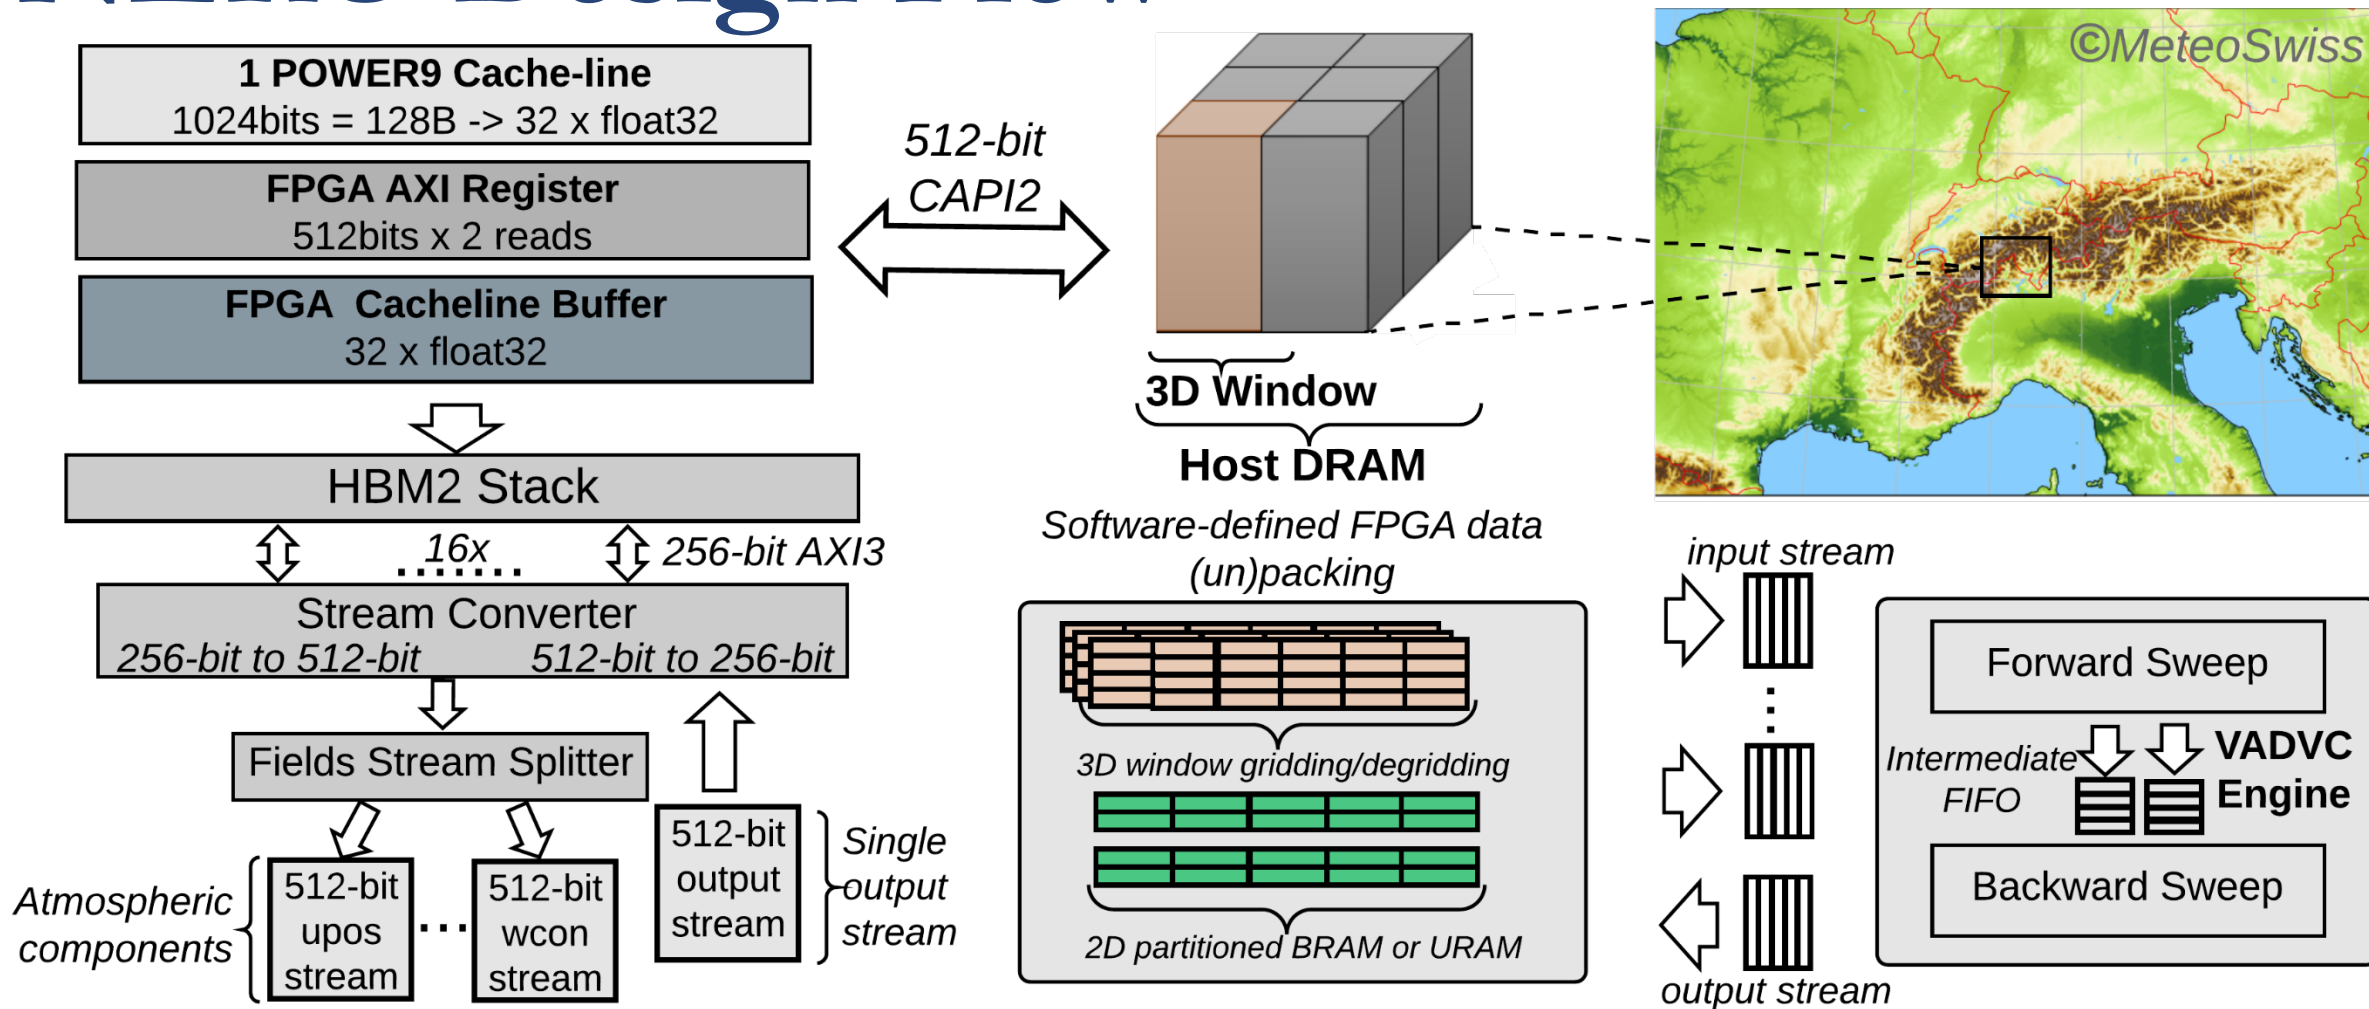 Design Flow
1 POWER9 Cache-line
1024bits = 128B -> 32 x float32
FPGA AXI Register
512bits x 2 reads
FPGA Cacheline Buffer
32 x float32
HBM2 Stack
16x
256-bit AXI3
Stream Converter
256-bit to 512-bit
512-bit to 256-bit
Fields Stream Splitter
Atmospheric
components
512-bit
upos
stream
...
512-bit
wcon
stream
512-bit
output
stream
Single
output
stream
512-bit
CAPI2
3D Window
Host DRAM
©MeteoSwiss
Software-defined FPGA data
(un)packing
3D window gridding/degridding
2D partitioned BRAM or URAM
input stream
output stream
Forward Sweep
Intermediate
FIFO
VADVC
Engine
Backward Sweep